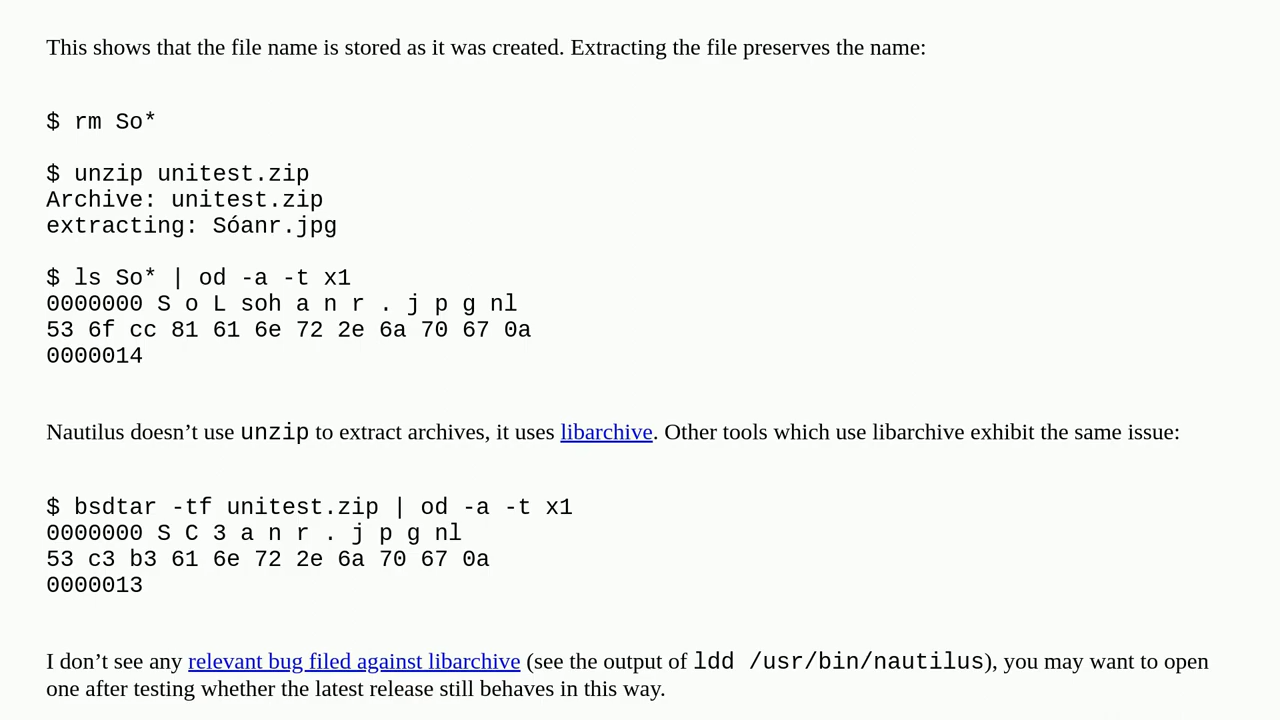 This shows that the file name is stored as it was created. Extracting the file preserves the name:
$ rm So*
$ unzip unitest.zip
Archive: unitest.zip
extracting: Sóanr.jpg
$ ls So* | od -a -t x1
0000000 S o L soh a n r . j p g nl
53 6f cc 81 61 6e 72 2e 6a 70 67 0a
0000014
Nautilus doesn’t use unzip to extract archives, it uses libarchive. Other tools which use libarchive exhibit the same issue:
$ bsdtar -tf unitest.zip | od -a -t x1
0000000 S C 3 a n r . j p g nl
53 c3 b3 61 6e 72 2e 6a 70 67 0a
0000013
I don’t see any relevant bug filed against libarchive (see the output of ldd /usr/bin/nautilus), you may want to open
one after testing whether the latest release still behaves in this way.